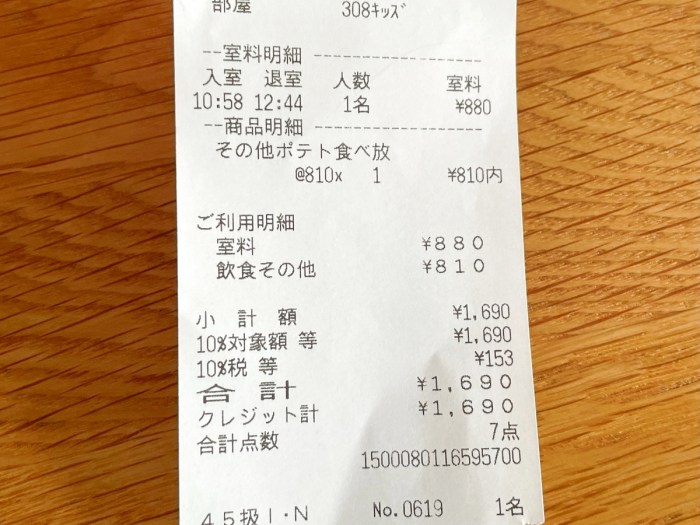 部屋 308ｷｯｽﾞ
--室料明細 ------------------
入室 退室 人数 室料
10:58 12:44 1名 ¥880
--商品明細 ------------------
その他ポテト食べ放
@810x 1 ¥810内
ご利用明細
室料 ¥880
飲食その他 ¥810
小 計 額 ¥1,690
10%対象額 等 ¥1,690
10%税 等 ¥153
合 計 ¥1,690
クレジット計 ¥1,690
合計点数 7点
1500080116595700
45扱I·N No.0619 1名